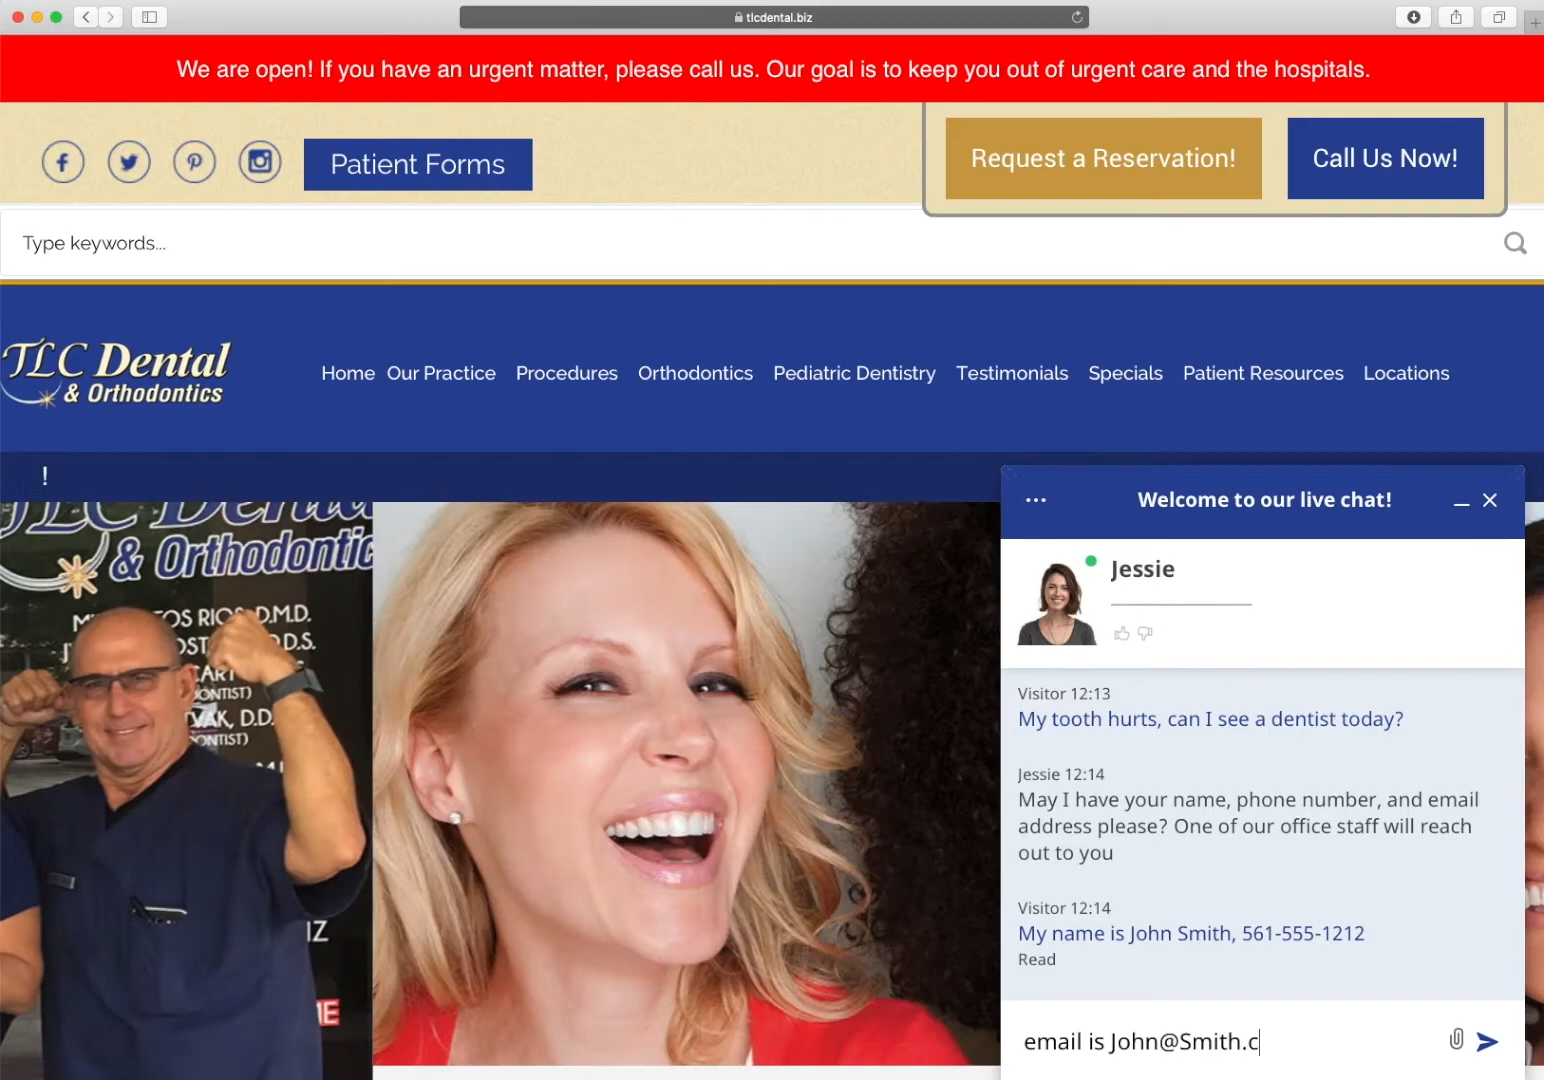 tlcdental.biz
We are open! If you have an urgent matter, please call us. Our goal is to keep you out of urgent care and the hospitals.
Patient Forms
Request a Reservation!
Call Us Now!
Type keywords...
TLC Dental
& Orthodontics
Home Our Practice Procedures Orthodontics Pediatric Dentistry Testimonials Specials Patient Resources Locations
!
& Orthodontic
OS RIOS, D.M.D.
D.D.S.
VAK, D.D.
Welcome to our live chat!
Jessie
Visitor 12:13
My tooth hurts, can I see a dentist today?
Jessie 12:14
May I have your name, phone number, and email
address please? One of our office staff will reach
out to you
Visitor 12:14
My name is John Smith, 561-555-1212
Read
email is John@Smith.c